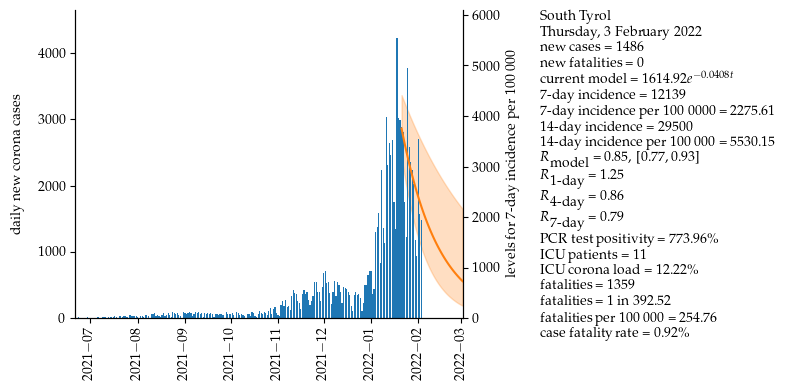 South Tyrol
Thursday, 3 February 2022
new cases = 1486
new fatalities = 0
current model = 1614.92e^{-0.0408t}
7-day incidence = 12139
7-day incidence per 100 0000 = 2275.61
14-day incidence = 29500
14-day incidence per 100 000 = 5530.15
R_model = 0.85, [0.77, 0.93]
R_1-day = 1.25
R_4-day = 0.86
R_7-day = 0.79
PCR test positivity = 773.96%
ICU patients = 11
ICU corona load = 12.22%
fatalities = 1359
fatalities = 1 in 392.52
fatalities per 100 000 = 254.76
case fatality rate = 0.92%
daily new corona cases
4000
3000
2000
1000
0
levels for 7-day incidence per 100 000
6000
5000
4000
3000
2000
1000
0
2021−07
2021−08
2021−09
2021−10
2021−11
2021−12
2022−01
2022−02
2022−03